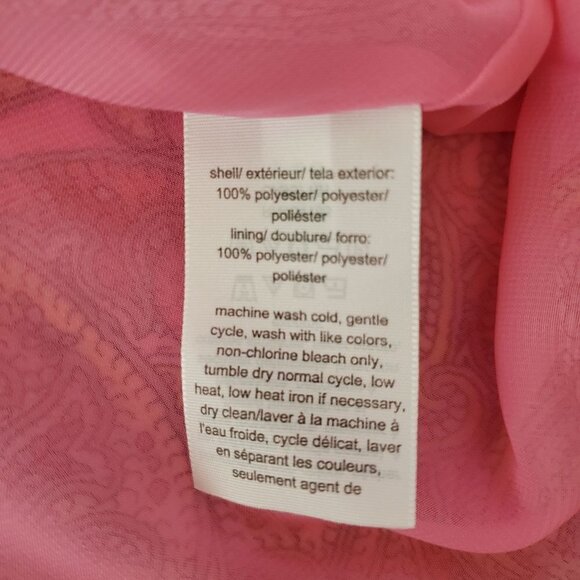 shell/ extérieur/ tela exterior:
100% polyester/ polyester/
poliéster
lining/ doublure/ forro:
100% polyester/ polyester/
poliéster
machine wash cold, gentle
cycle, wash with like colors,
non-chlorine bleach only,
tumble dry normal cycle, low
heat, low heat iron if necessary,
dry clean/laver à la machine à
l'eau froide, cycle délicat, laver
en séparant les couleurs,
seulement agent de